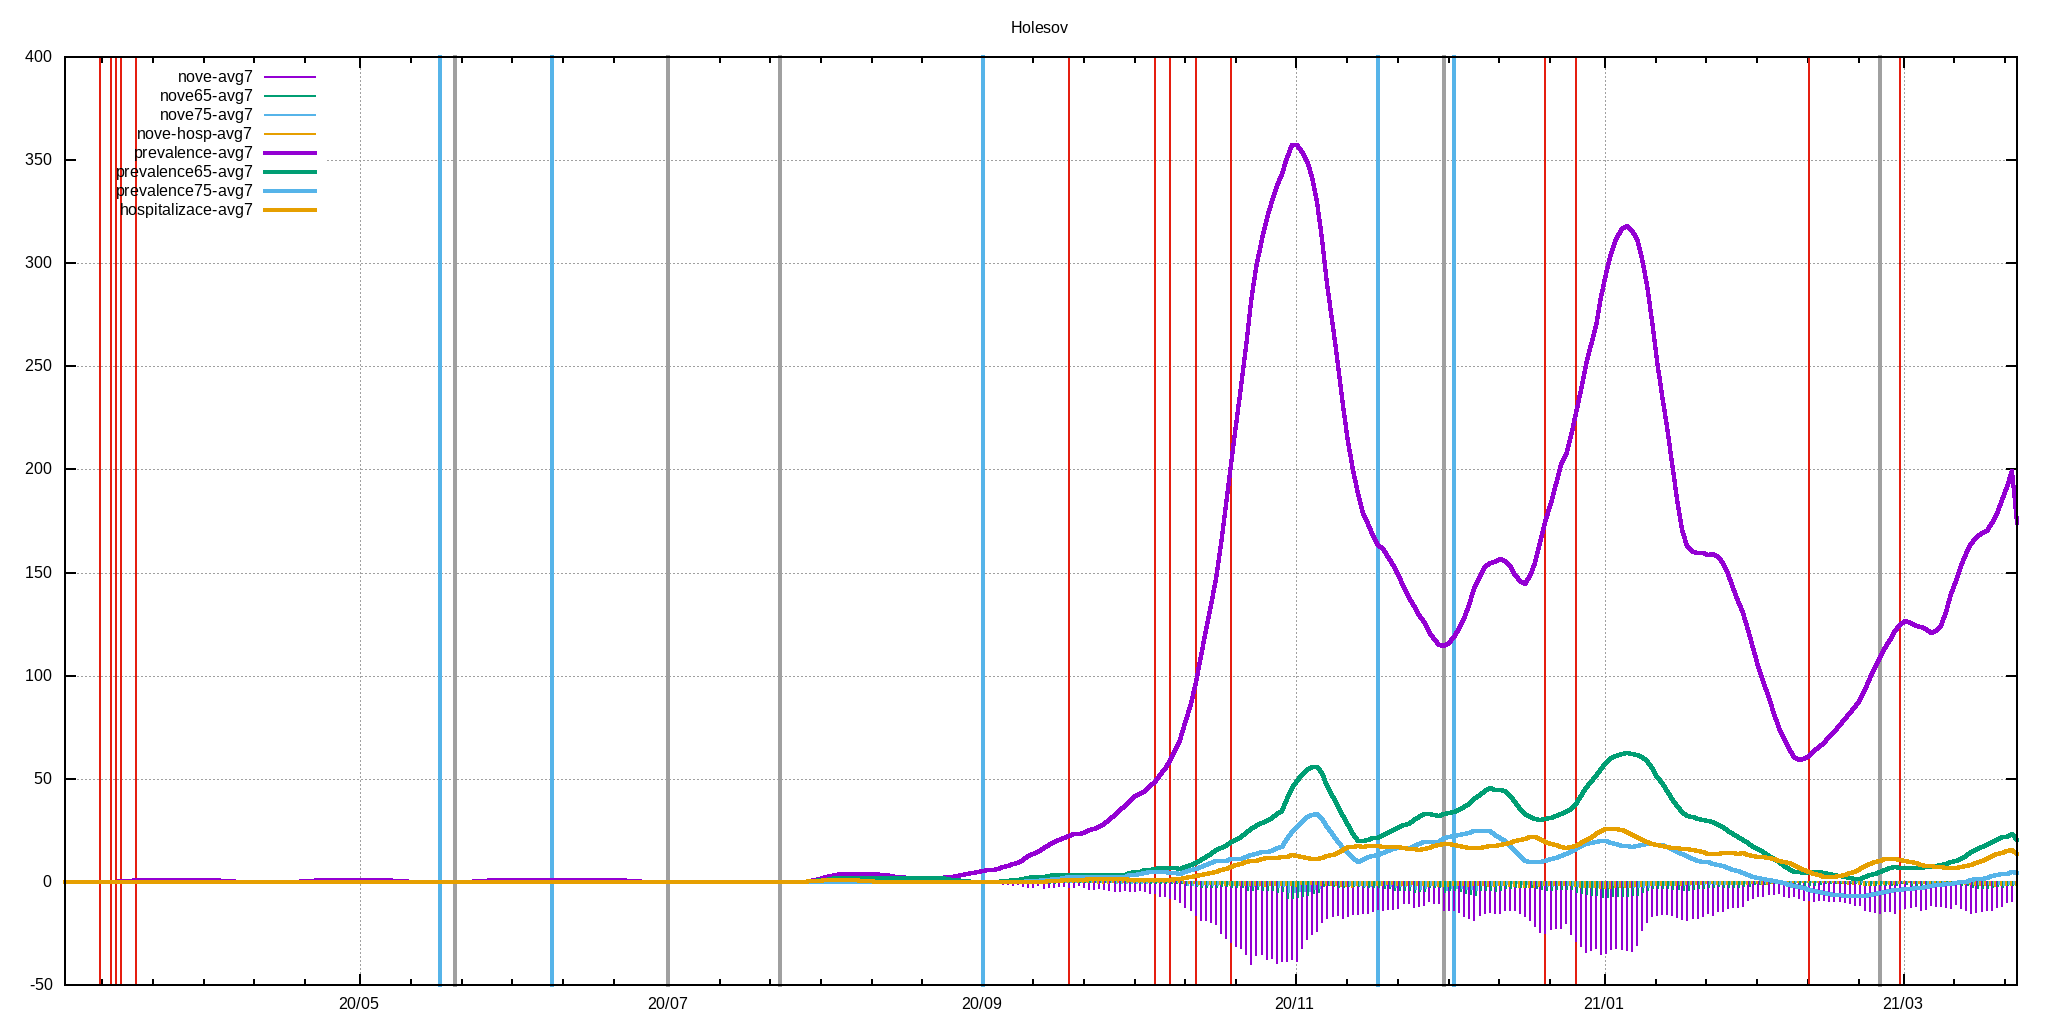 Holesov
400
350
300
250
200
150
100
50
0
-50
nove-avg7
nove65-avg7
nove75-avg7
nove-hosp-avg7
prevalence-avg7
prevalence65-avg7
prevalence75-avg7
hospitalizace-avg7
20/05
20/07
20/09
20/11
21/01
21/03